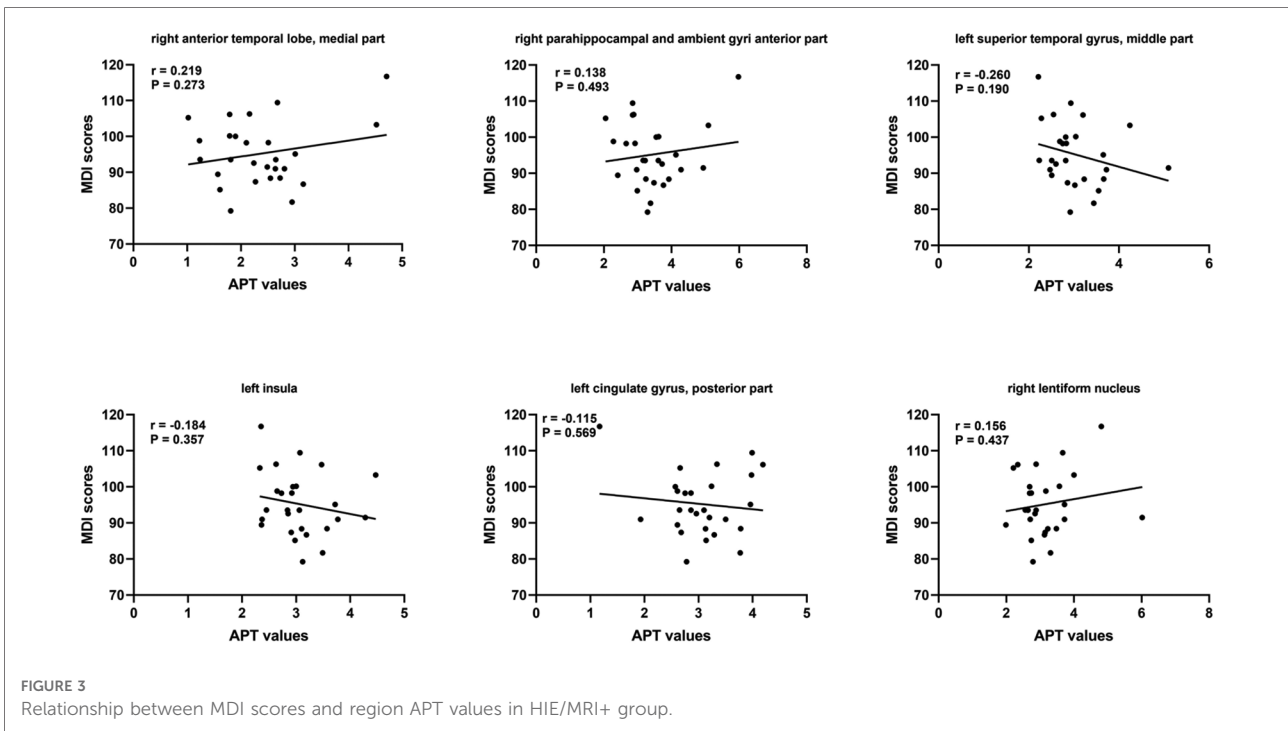 right anterior temporal lobe, medial part
r = 0.219
P = 0.273
MDI scores
120
110
100
90
80
70
0 1 2 3 4 5
APT values
right parahippocampal and ambient gyri anterior part
r = 0.138
P = 0.493
MDI scores
120
110
100
90
80
70
0 2 4 6 8
APT values
left superior temporal gyrus, middle part
r = -0.260
P = 0.190
MDI scores
120
110
100
90
80
70
0 2 4 6
APT values
left insula
r = -0.184
P = 0.357
MDI scores
120
110
100
90
80
70
0 1 2 3 4 5
APT values
left cingulate gyrus, posterior part
r = -0.115
P = 0.569
MDI scores
120
110
100
90
80
70
0 1 2 3 4 5
APT values
right lentiform nucleus
r = 0.156
P = 0.437
MDI scores
120
110
100
90
80
70
0 2 4 6 8
APT values
FIGURE 3
Relationship between MDI scores and region APT values in HIE/MRI+ group.